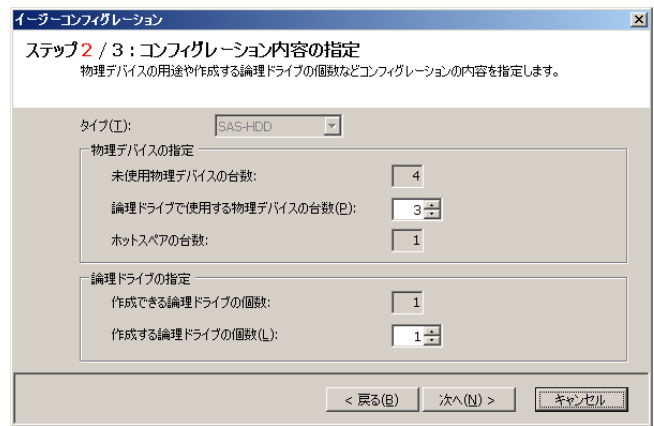 イージーコンフィグレーション
ステップ2 / 3 : コンフィグレーション内容の指定
物理デバイスの用途や作成する論理ドライブの個数などコンフィグレーションの内容を指定します。
タイプ(T): SAS-HDD
物理デバイスの指定
未使用物理デバイスの台数: 4
論理ドライブで使用する物理デバイスの台数(P): 3
ホットスペアの台数: 1
論理ドライブの指定
作成できる論理ドライブの個数: 1
作成する論理ドライブの個数(L): 1
< 戻る(B) 次へ(N) > キャンセル